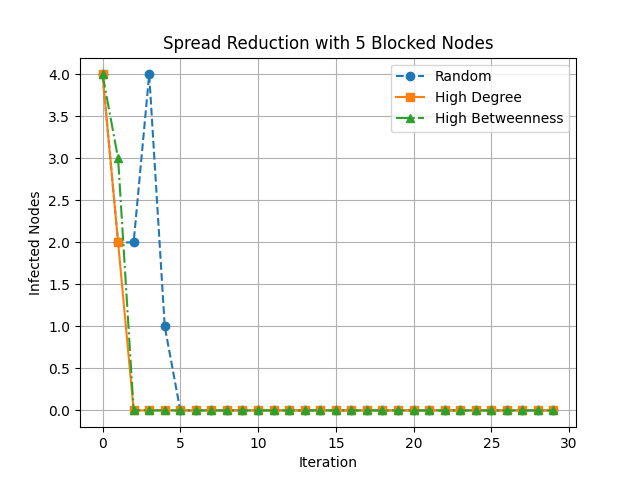 Spread Reduction with 5 Blocked Nodes
Random
High Degree
High Betweenness
4.0
3.5
3.0
2.5
2.0
1.5
1.0
0.5
0.0
Infected Nodes
0 5 10 15 20 25 30
Iteration